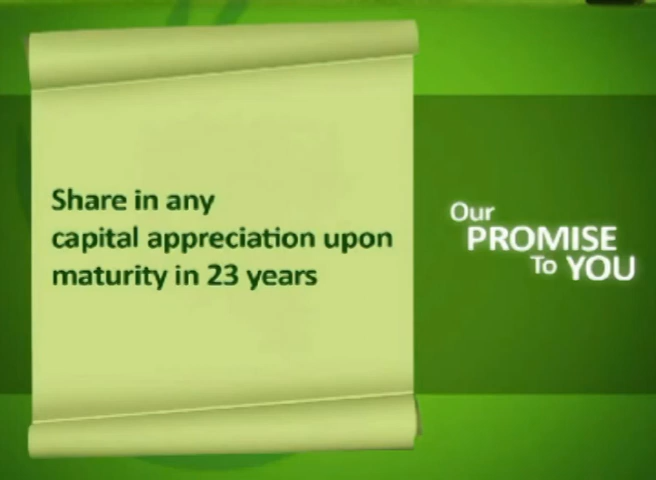 Share in any
capital appreciation upon
maturity in 23 years
Our
PROMISE
To YOU